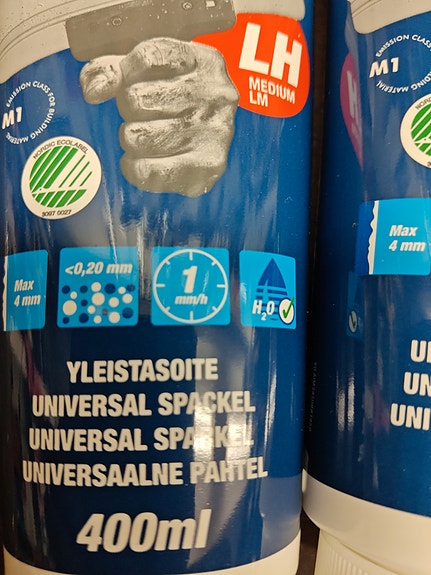 LH
MEDIUM
LM
EMISSION CLASS FOR BUILDING MATERIAL
M1
NORDIC ECOLABEL
3097 0027
Max
4 mm
<0,20 mm
1
mm/h
H₂O
YLEISTASOITE
UNIVERSAL SPACKEL
UNIVERSAL SPACKEL
UNIVERSAALNE PAHTEL
400ml
M1
Max
4 mm